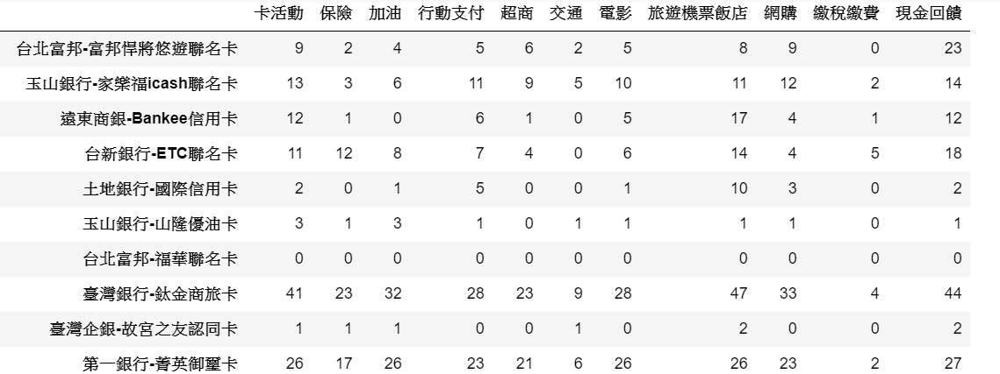 卡活動 保險 加油 行動支付 超商 交通 電影 旅遊機票飯店 網購 繳稅繳費 現金回饋
台北富邦-富邦悍將悠遊聯名卡 9 2 4 5 6 2 5 8 9 0 23
玉山銀行-家樂福icash聯名卡 13 3 6 11 9 5 10 11 12 2 14
遠東商銀-Bankee信用卡 12 1 0 6 1 0 5 17 4 1 12
台新銀行-ETC聯名卡 11 12 8 7 4 0 6 14 4 5 18
土地銀行-國際信用卡 2 0 1 5 0 0 1 10 3 0 2
玉山銀行-山隆優油卡 3 1 3 1 0 1 1 1 1 0 1
台北富邦-福華聯名卡 0 0 0 0 0 0 0 0 0 0 0
臺灣銀行-鈦金商旅卡 41 23 32 28 23 9 28 47 33 4 44
臺灣企銀-故宮之友認同卡 1 1 1 0 0 1 0 2 0 0 2
第一銀行-菁英御璽卡 26 17 26 23 21 6 26 26 23 2 27